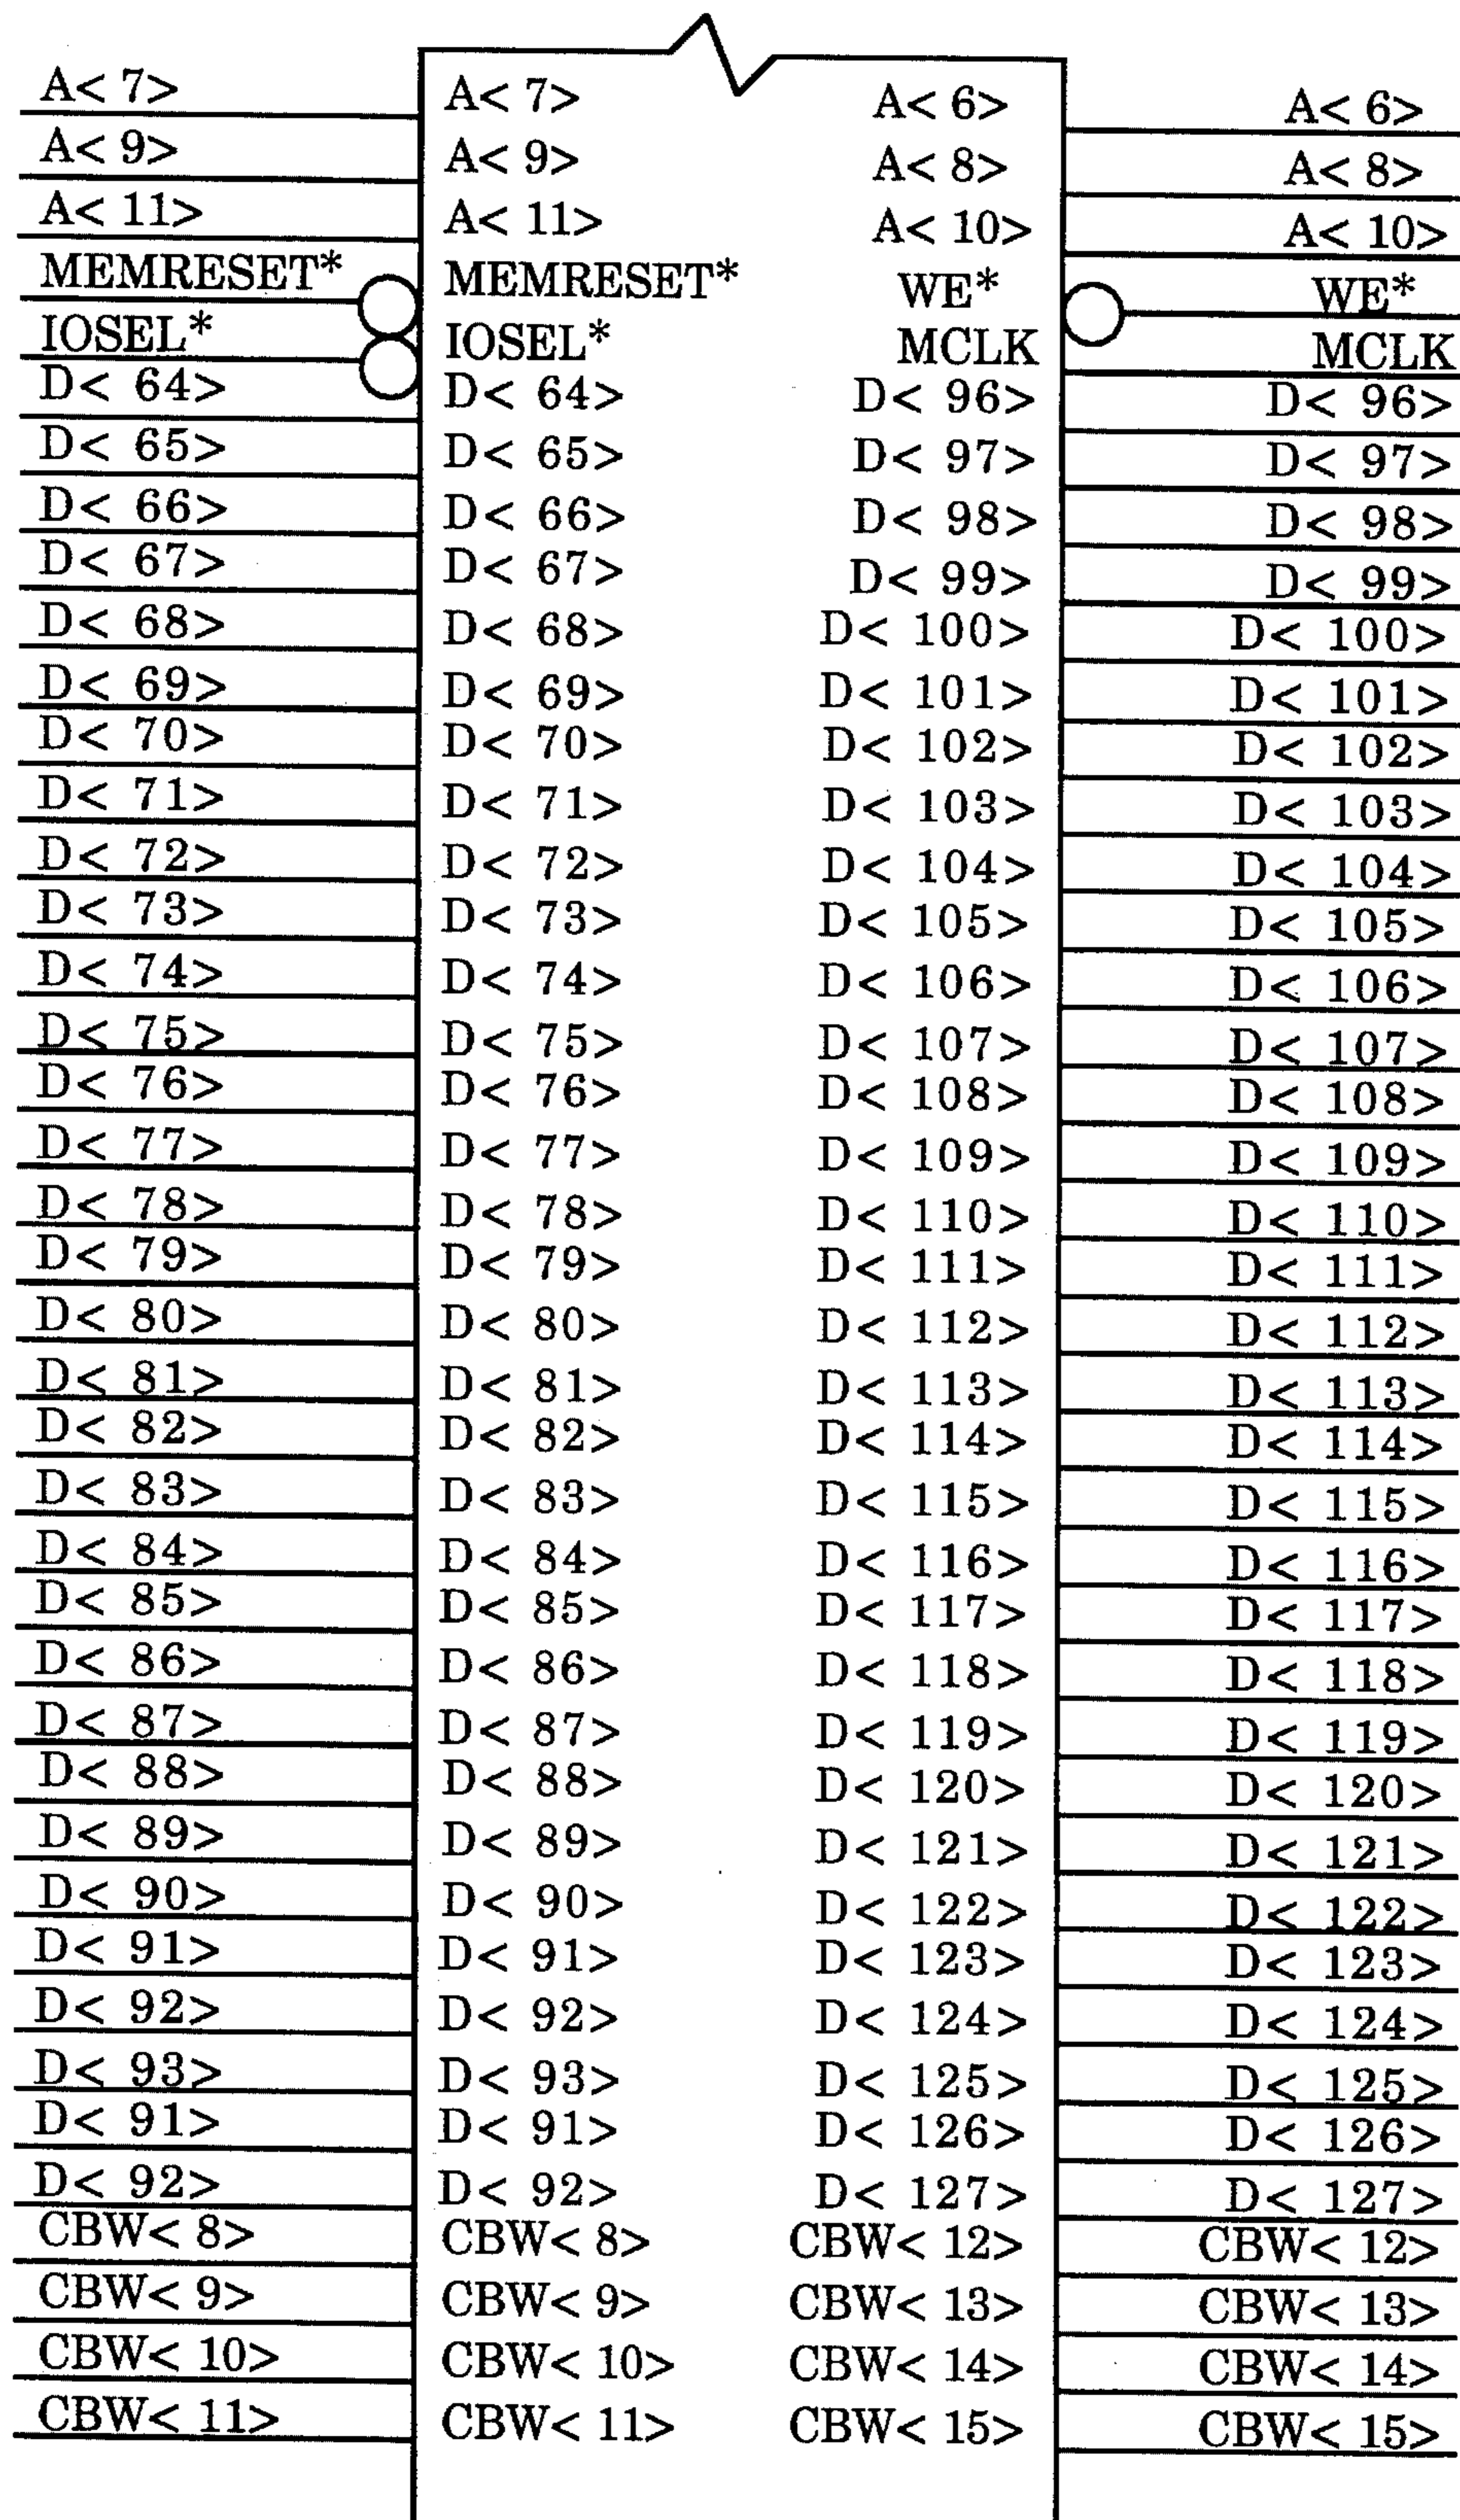 A< 7> A< 7> A< 6> A< 6>
A< 9> A< 9> A< 8> A< 8>
A< 11> A< 11> A< 10> A< 10>
MEMRESET* MEMRESET* WE* WE*
IOSEL* IOSEL* MCLK MCLK
D< 64> D< 64> D< 96> D< 96>
D< 65> D< 65> D< 97> D< 97>
D< 66> D< 66> D< 98> D< 98>
D< 67> D< 67> D< 99> D< 99>
D< 68> D< 68> D< 100> D< 100>
D< 69> D< 69> D< 101> D< 101>
D< 70> D< 70> D< 102> D< 102>
D< 71> D< 71> D< 103> D< 103>
D< 72> D< 72> D< 104> D< 104>
D< 73> D< 73> D< 105> D< 105>
D< 74> D< 74> D< 106> D< 106>
D< 75> D< 75> D< 107> D< 107>
D< 76> D< 76> D< 108> D< 108>
D< 77> D< 77> D< 109> D< 109>
D< 78> D< 78> D< 110> D< 110>
D< 79> D< 79> D< 111> D< 111>
D< 80> D< 80> D< 112> D< 112>
D< 81> D< 81> D< 113> D< 113>
D< 82> D< 82> D< 114> D< 114>
D< 83> D< 83> D< 115> D< 115>
D< 84> D< 84> D< 116> D< 116>
D< 85> D< 85> D< 117> D< 117>
D< 86> D< 86> D< 118> D< 118>
D< 87> D< 87> D< 119> D< 119>
D< 88> D< 88> D< 120> D< 120>
D< 89> D< 89> D< 121> D< 121>
D< 90> D< 90> D< 122> D< 122>
D< 91> D< 91> D< 123> D< 123>
D< 92> D< 92> D< 124> D< 124>
D< 93> D< 93> D< 125> D< 125>
D< 91> D< 91> D< 126> D< 126>
D< 92> D< 92> D< 127> D< 127>
CBW< 8> CBW< 8> CBW< 12> CBW< 12>
CBW< 9> CBW< 9> CBW< 13> CBW< 13>
CBW< 10> CBW< 10> CBW< 14> CBW< 14>
CBW< 11> CBW< 11> CBW< 15> CBW< 15>